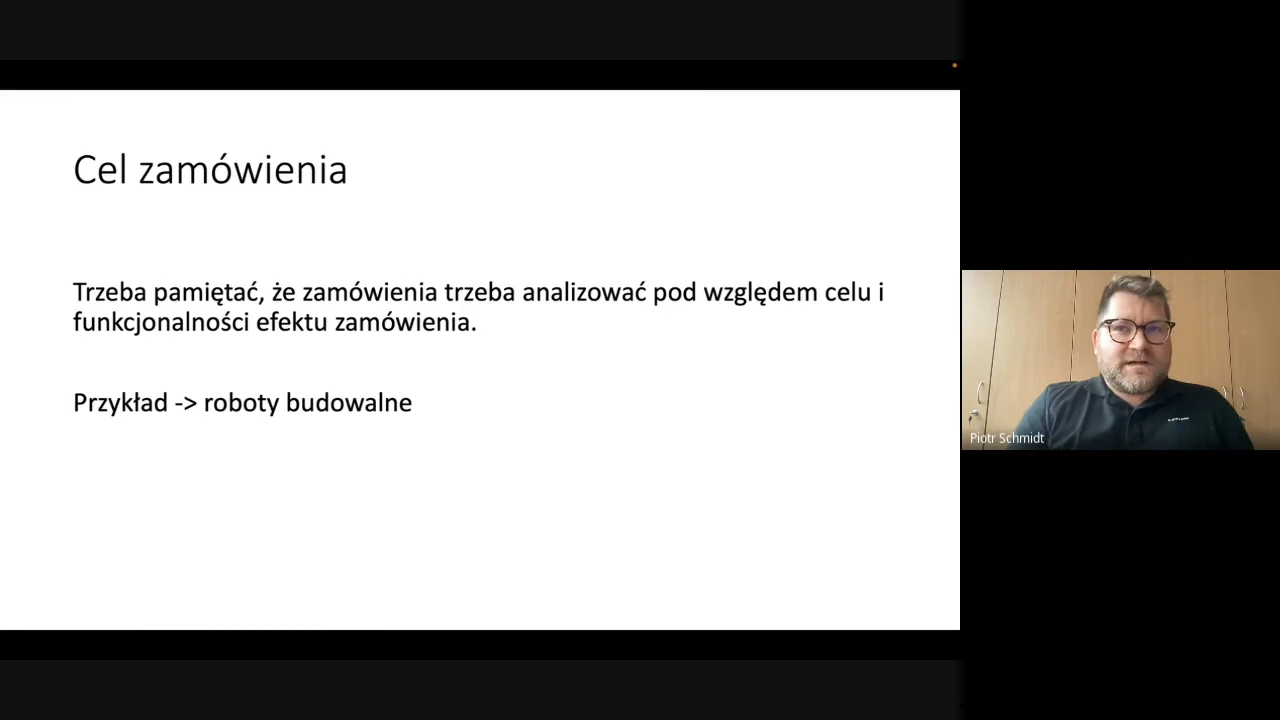 Cel zamówienia
Trzeba pamiętać, że zamówienia trzeba analizować pod względem celu i
funkcjonalności efektu zamówienia.
Przykład -> roboty budowalne
Piotr Schmidt